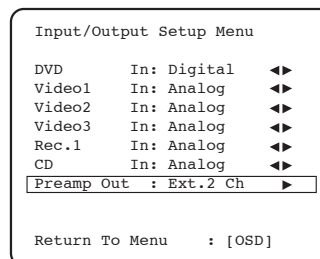 Input/Output Setup Menu
DVD In: Digital ◀▶
Video1 In: Analog ◀▶
Video2 In: Analog ◀▶
Video3 In: Analog ◀▶
Rec.1 In: Analog ◀▶
CD In: Analog ◀▶
Preamp Out : Ext.2 Ch ▶
Return To Menu : [OSD]